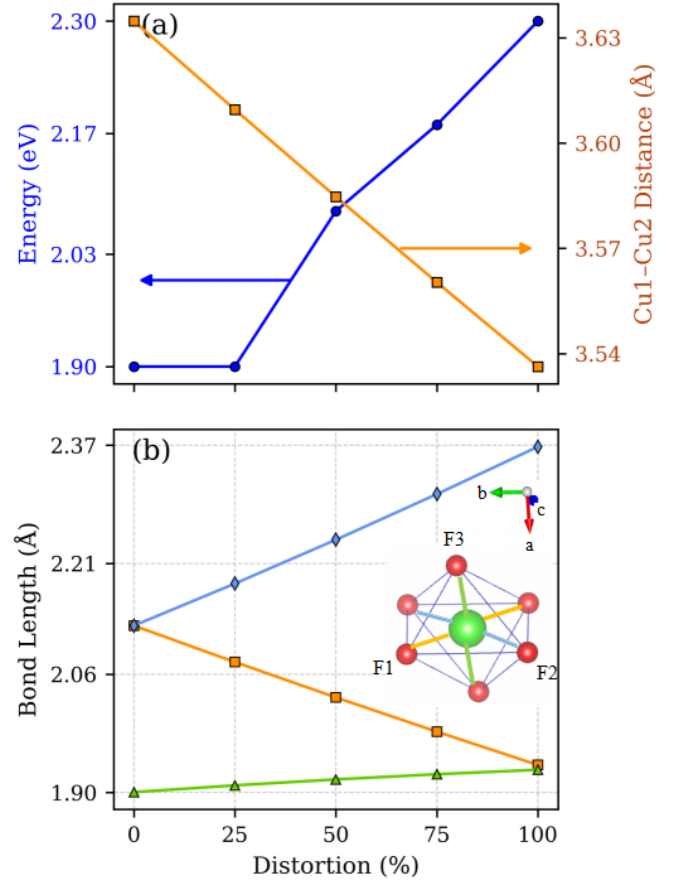 (a)
2.30
2.17
2.03
1.90
Energy (eV)
3.63
3.60
3.57
3.54
Cu1–Cu2 Distance (Å)
(b)
2.37
2.21
2.06
1.90
Bond Length (Å)
b
c
a
F3
F1
F2
0
25
50
75
100
Distortion (%)